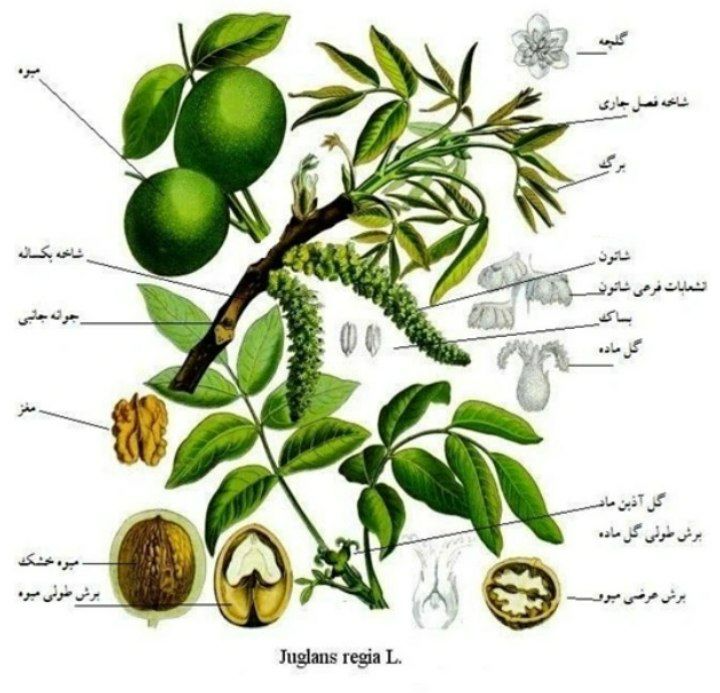 گلچه
میوه
شاخه فصل جاری
برگ
شاخه یکساله
شاتون
انشعابات فرعی شاتون
جوانه جانبی
بساک
گل ماده
مغز
گل آذین ماد
برش طولی گل ماده
میوه خشک
برش طولی میوه
برش عرضی میوه
Juglans regia L.